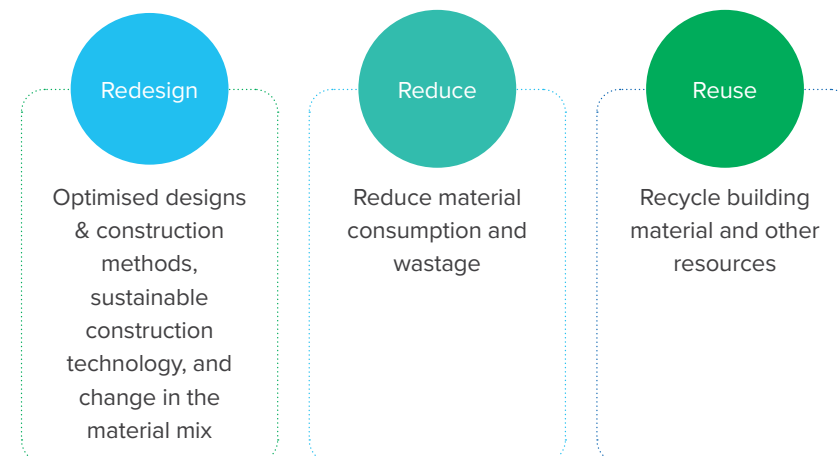 Redesign
Optimised designs
& construction
methods,
sustainable
construction
technology, and
change in the
material mix
Reduce
Reduce material
consumption and
wastage
Reuse
Recycle building
material and other
resources